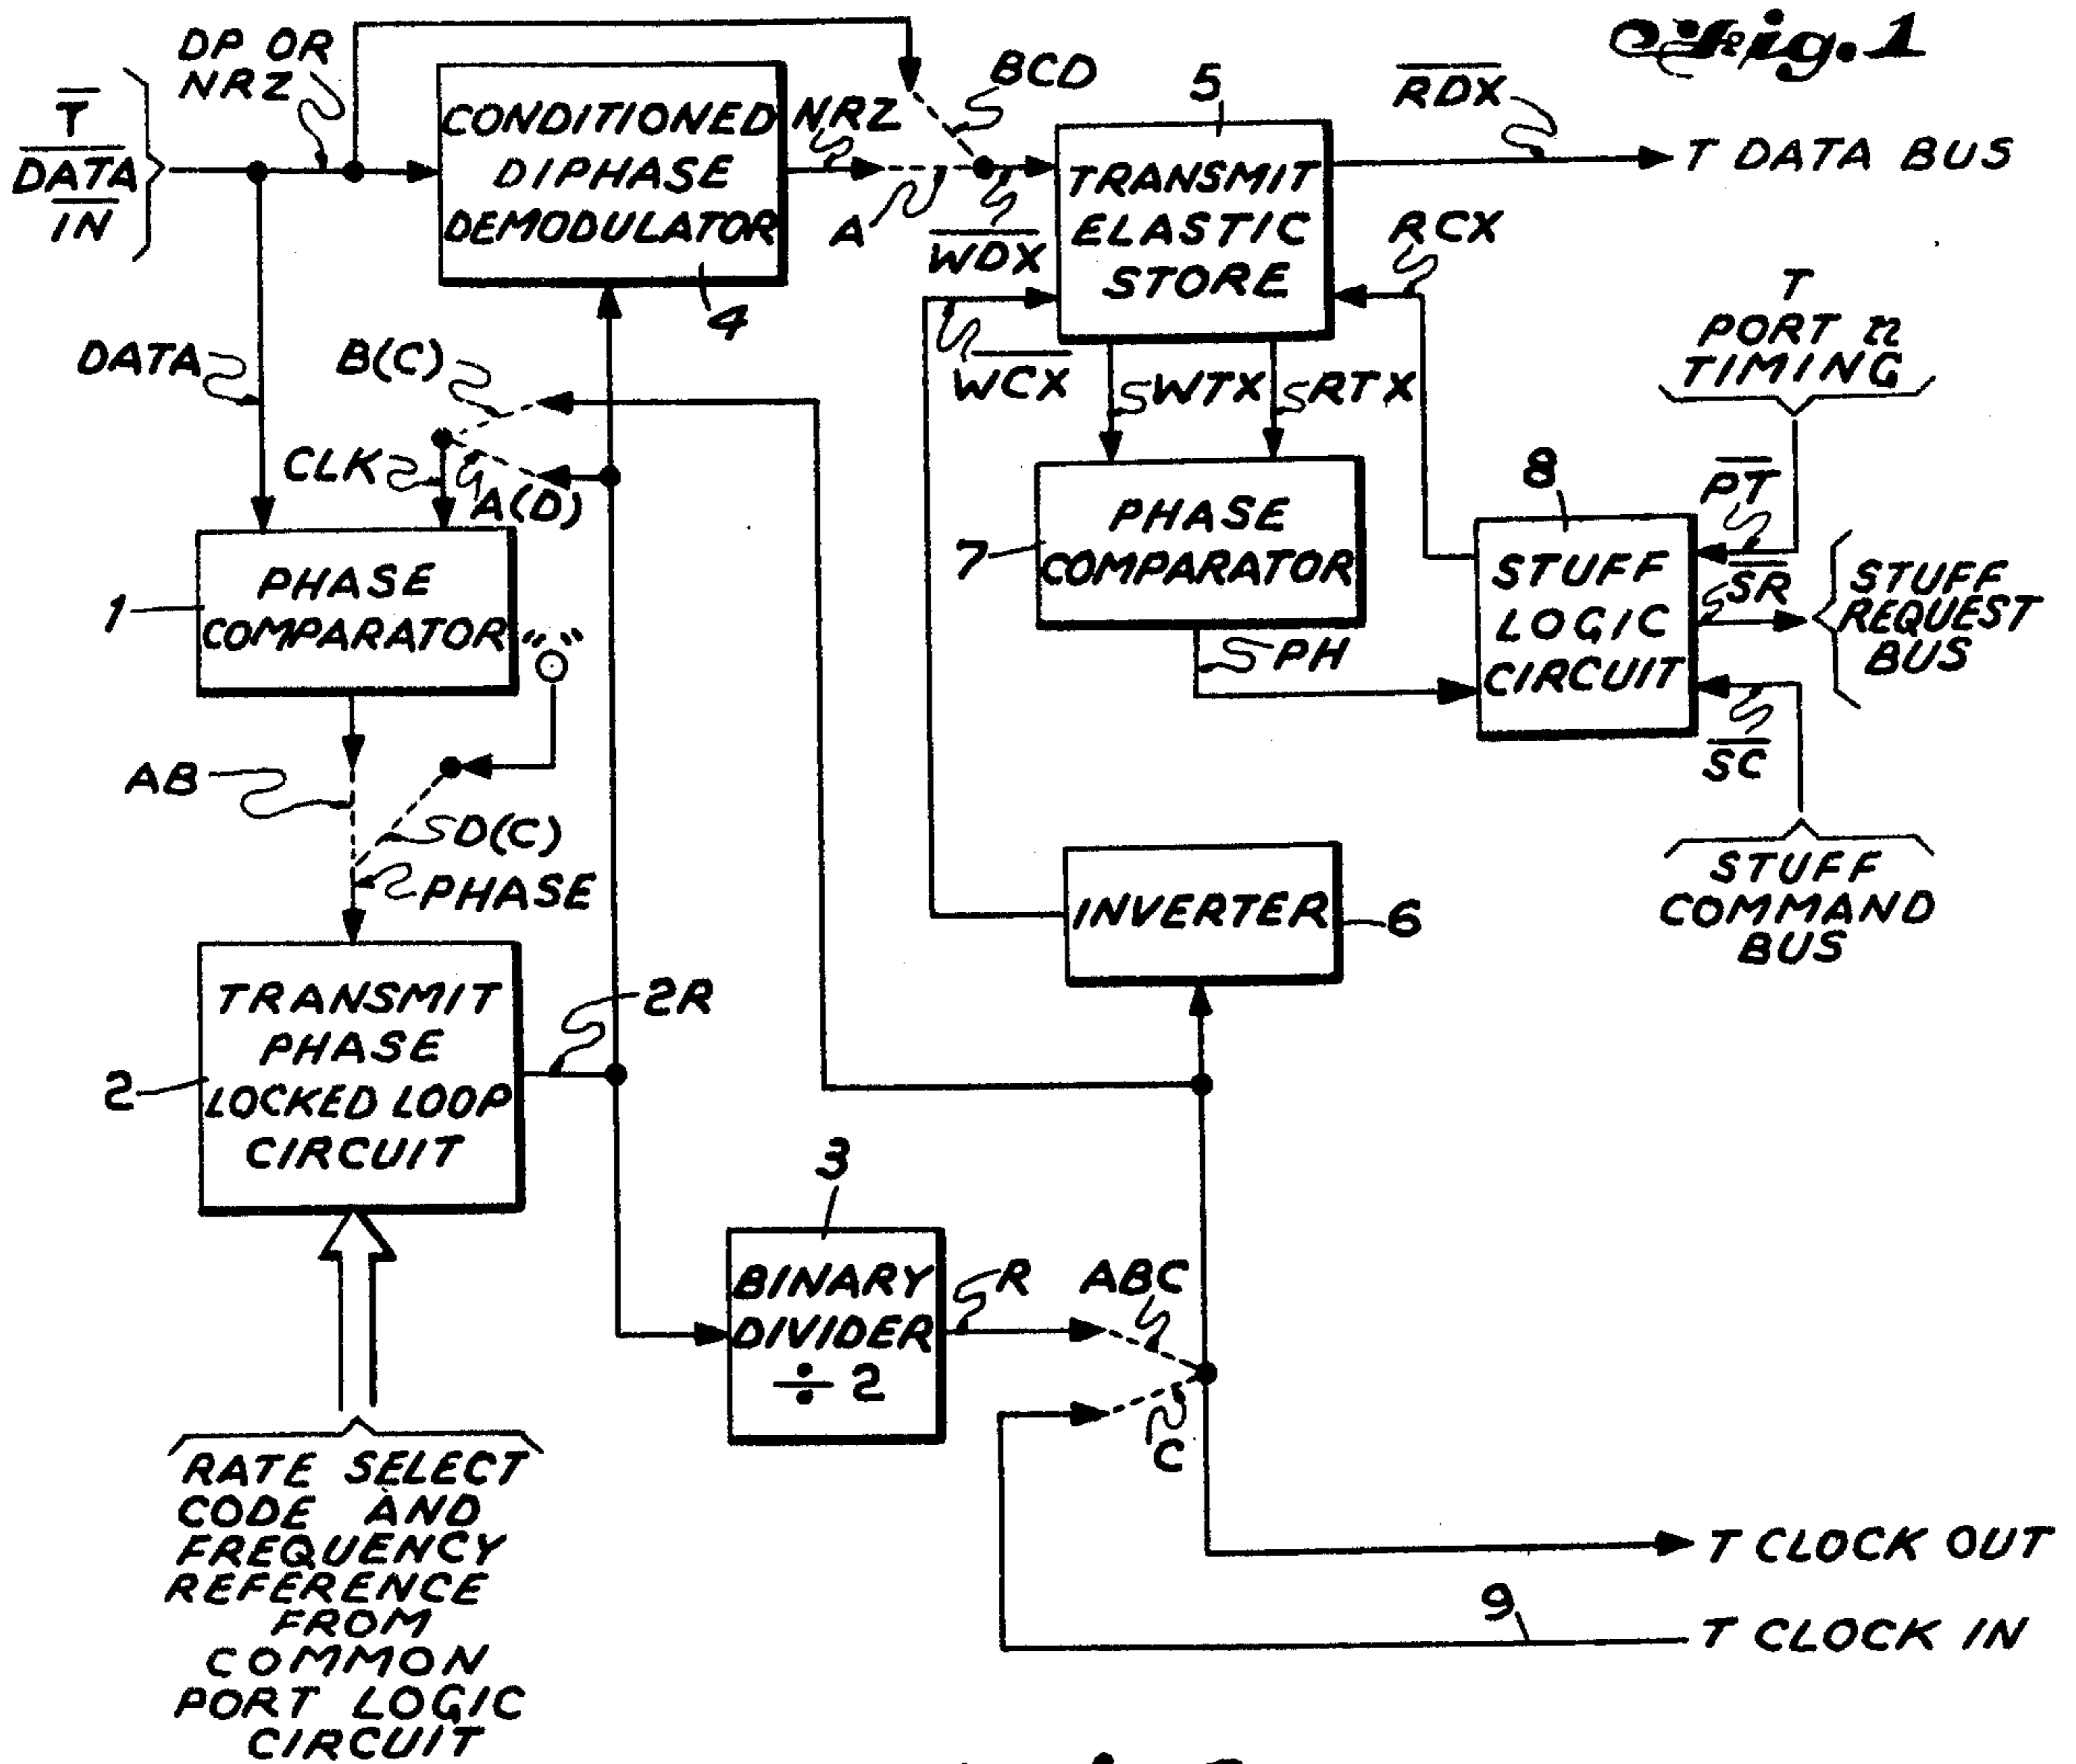 Fig. 1
DP OR
NRZ
T
DATA
IN
CONDITIONED
DIPHASE
DEMODULATOR
4
NRZ
A
BCD
WDX
5
TRANSMIT
ELASTIC
STORE
RDX
T DATA BUS
RCX
T
PORT n
TIMING
DATA
B(C)
CLK
A(D)
WCX
WTX
RTX
PHASE
COMPARATOR
7
PH
8
STUFF
LOGIC
CIRCUIT
PT
SR
STUFF
REQUEST
BUS
SC
STUFF
COMMAND
BUS
1
PHASE
COMPARATOR
"O"
AB
D(C)
PHASE
2
TRANSMIT
PHASE
LOCKED LOOP
CIRCUIT
2R
INVERTER
6
3
BINARY
DIVIDER
÷ 2
R
ABC
C
RATE SELECT
CODE AND
FREQUENCY
REFERENCE
FROM
COMMON
PORT LOGIC
CIRCUIT
T CLOCK OUT
9
T CLOCK IN